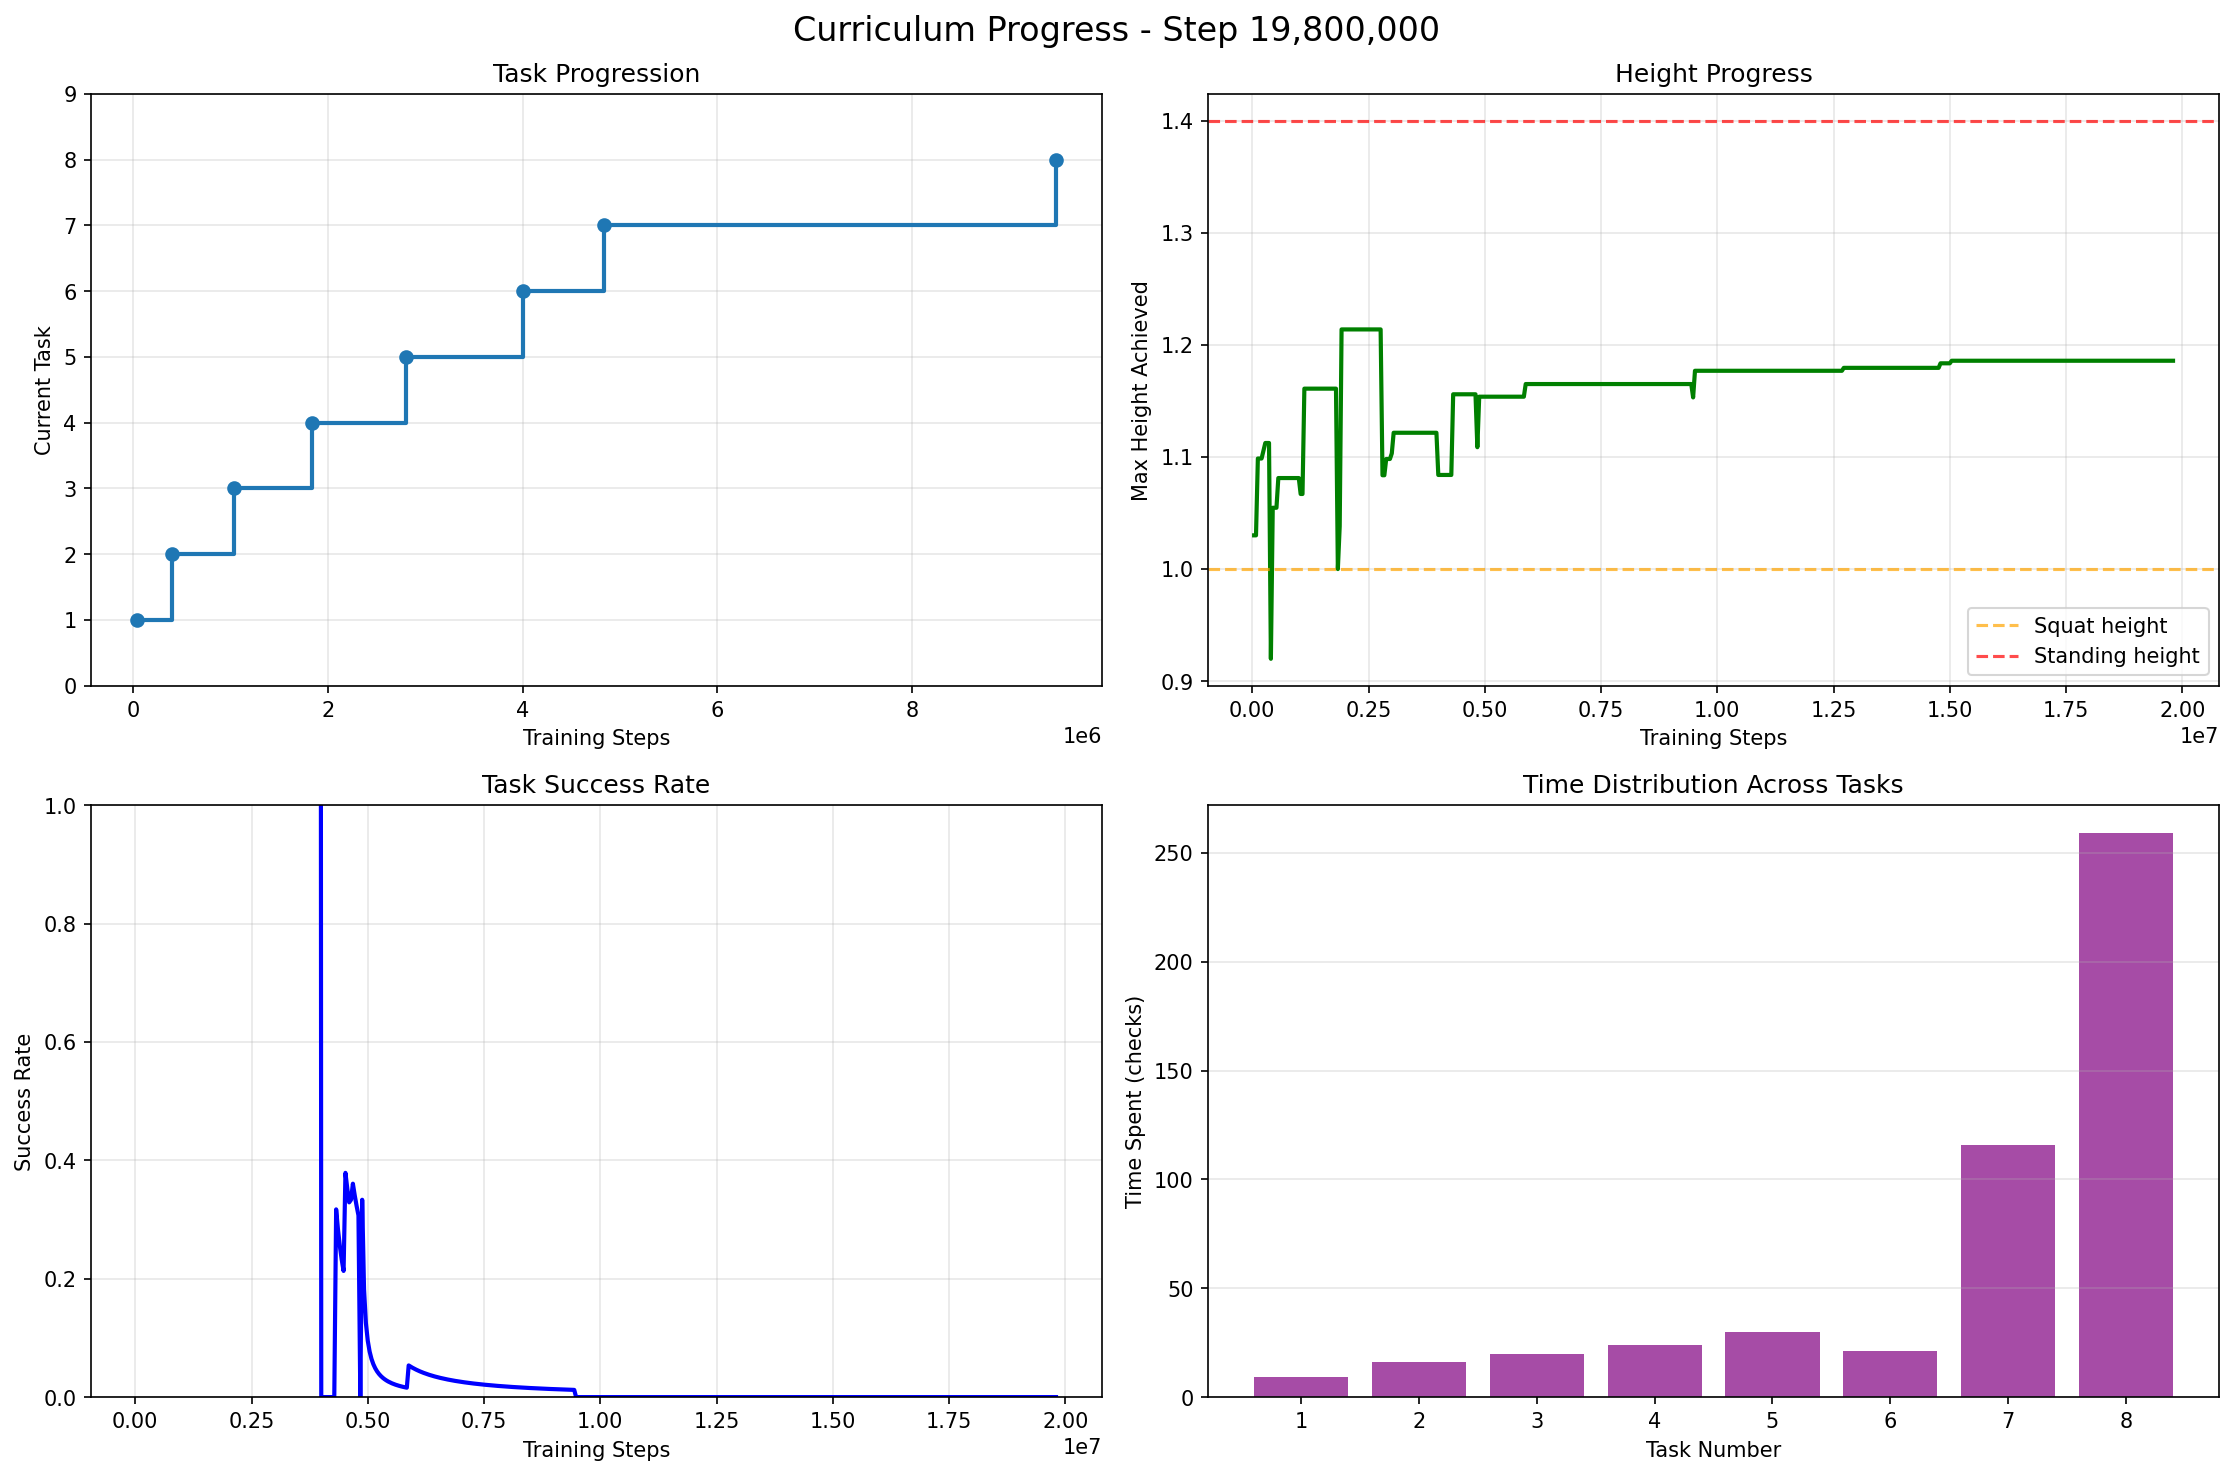 Curriculum Progress - Step 19,800,000
Task Progression
Current Task
9
8
7
6
5
4
3
2
1
0
0 2 4 6 8
1e6
Training Steps
Height Progress
Max Height Achieved
1.4
1.3
1.2
1.1
1.0
0.9
Squat height
Standing height
0.00 0.25 0.50 0.75 1.00 1.25 1.50 1.75 2.00
1e7
Training Steps
Task Success Rate
Success Rate
1.0
0.8
0.6
0.4
0.2
0.0
0.00 0.25 0.50 0.75 1.00 1.25 1.50 1.75 2.00
1e7
Training Steps
Time Distribution Across Tasks
Time Spent (checks)
250
200
150
100
50
0
1 2 3 4 5 6 7 8
Task Number